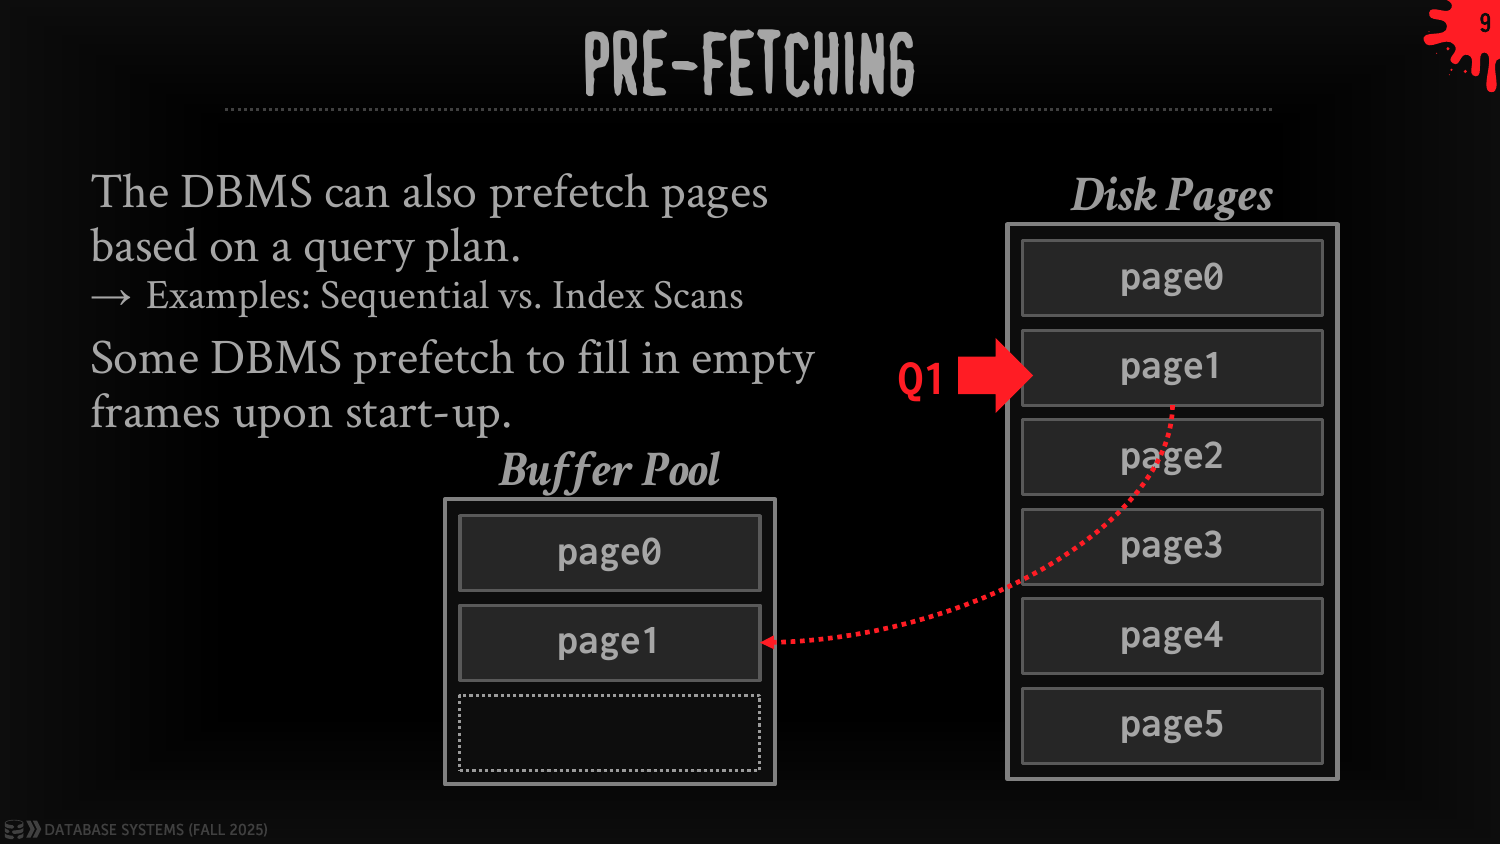 9
PRE-FETCHING
The DBMS can also prefetch pages
based on a query plan.
→ Examples: Sequential vs. Index Scans
Some DBMS prefetch to fill in empty
frames upon start-up.
Buffer Pool
page0
page1
Disk Pages
page0
Q1
page1
page2
page3
page4
page5
DATABASE SYSTEMS (FALL 2025)